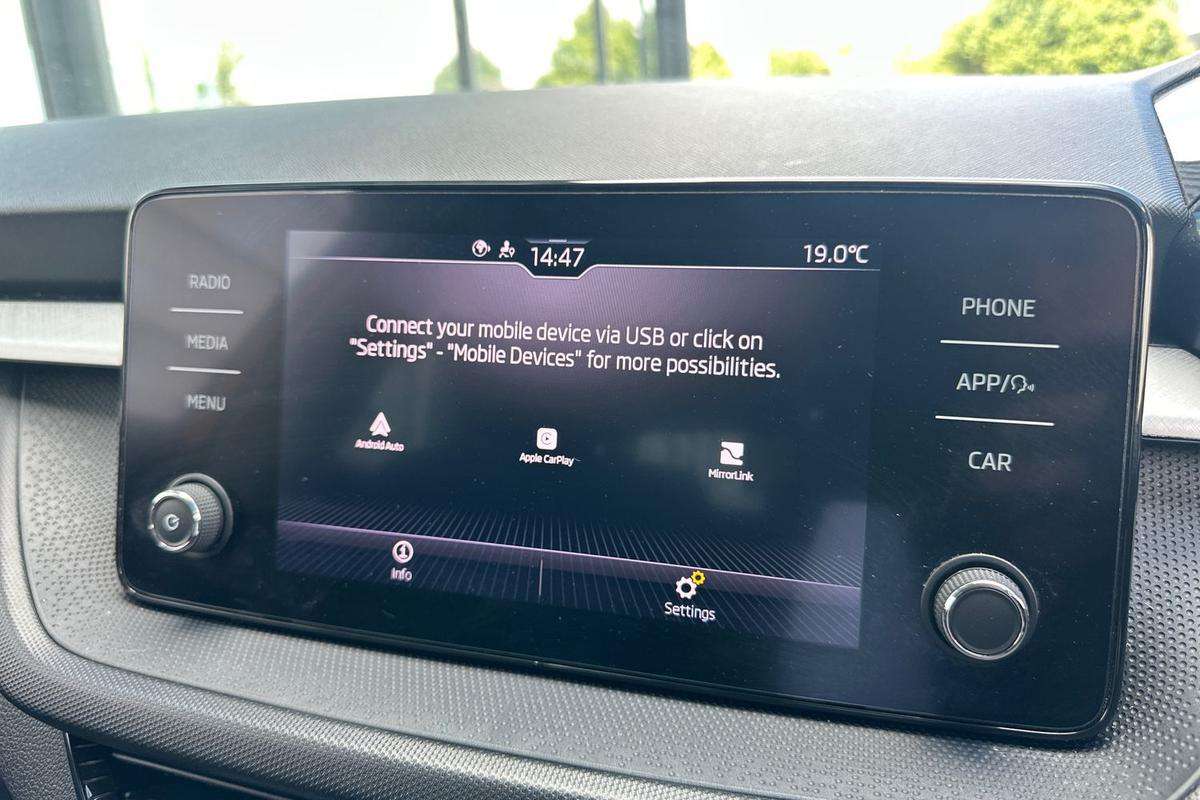 14:47
19.0°C
RADIO
MEDIA
MENU
Connect your mobile device via USB or click on
"Settings" - "Mobile Devices" for more possibilities.
Android Auto
Apple CarPlay
MirrorLink
Info
Settings
PHONE
APP/
CAR